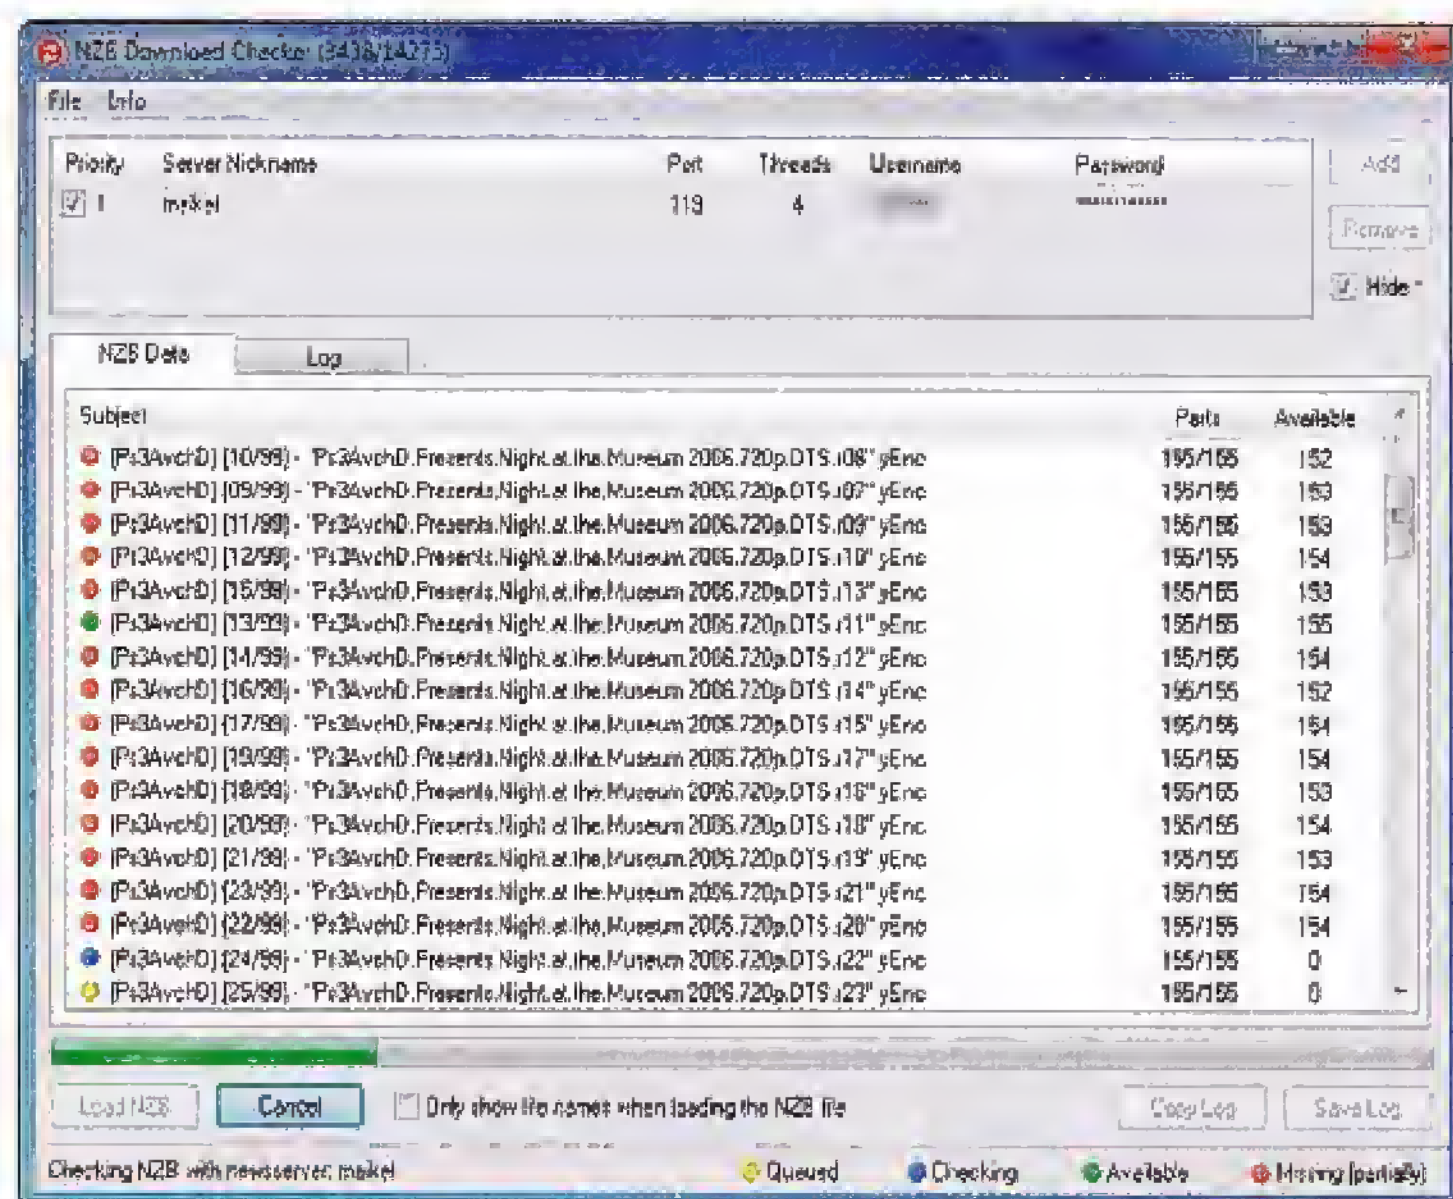 NZB Download Checker (3438/14275)
File Info
Priority Server Nickname Port Threads Username Password
1 maikel 119 4
Add
Remove
Hide
NZB Data Log
Subject Parts Available
[Ps3AvchD] [10/99] - "Ps3AvchD.Presents.Night.at.the.Museum.2006.720p.DTS.r08" yEnc 155/155 152
[Ps3AvchD] [09/99] - "Ps3AvchD.Presents.Night.at.the.Museum.2006.720p.DTS.r07" yEnc 155/155 153
[Ps3AvchD] [11/99] - "Ps3AvchD.Presents.Night.at.the.Museum.2006.720p.DTS.r09" yEnc 155/155 153
[Ps3AvchD] [12/99] - "Ps3AvchD.Presents.Night.at.the.Museum.2006.720p.DTS.r10" yEnc 155/155 154
[Ps3AvchD] [15/99] - "Ps3AvchD.Presents.Night.at.the.Museum.2006.720p.DTS.r13" yEnc 155/155 153
[Ps3AvchD] [13/99] - "Ps3AvchD.Presents.Night.at.the.Museum.2006.720p.DTS.r11" yEnc 155/155 155
[Ps3AvchD] [14/99] - "Ps3AvchD.Presents.Night.at.the.Museum.2006.720p.DTS.r12" yEnc 155/155 154
[Ps3AvchD] [16/99] - "Ps3AvchD.Presents.Night.at.the.Museum.2006.720p.DTS.r14" yEnc 155/155 152
[Ps3AvchD] [17/99] - "Ps3AvchD.Presents.Night.at.the.Museum.2006.720p.DTS.r15" yEnc 155/155 154
[Ps3AvchD] [19/99] - "Ps3AvchD.Presents.Night.at.the.Museum.2006.720p.DTS.r17" yEnc 155/155 154
[Ps3AvchD] [18/99] - "Ps3AvchD.Presents.Night.at.the.Museum.2006.720p.DTS.r16" yEnc 155/155 153
[Ps3AvchD] [20/99] - "Ps3AvchD.Presents.Night.at.the.Museum.2006.720p.DTS.r18" yEnc 155/155 154
[Ps3AvchD] [21/99] - "Ps3AvchD.Presents.Night.at.the.Museum.2006.720p.DTS.r19" yEnc 155/155 153
[Ps3AvchD] [23/99] - "Ps3AvchD.Presents.Night.at.the.Museum.2006.720p.DTS.r21" yEnc 155/155 154
[Ps3AvchD] [22/99] - "Ps3AvchD.Presents.Night.at.the.Museum.2006.720p.DTS.r20" yEnc 155/155 154
[Ps3AvchD] [24/99] - "Ps3AvchD.Presents.Night.at.the.Museum.2006.720p.DTS.r22" yEnc 155/155 0
[Ps3AvchD] [25/99] - "Ps3AvchD.Presents.Night.at.the.Museum.2006.720p.DTS.r23" yEnc 155/155 0
Load NZB Cancel Only show file names when loading the NZB file Copy Log Save Log
Checking NZB with newsserver: maikel Queued Checking Available Missing (partially)